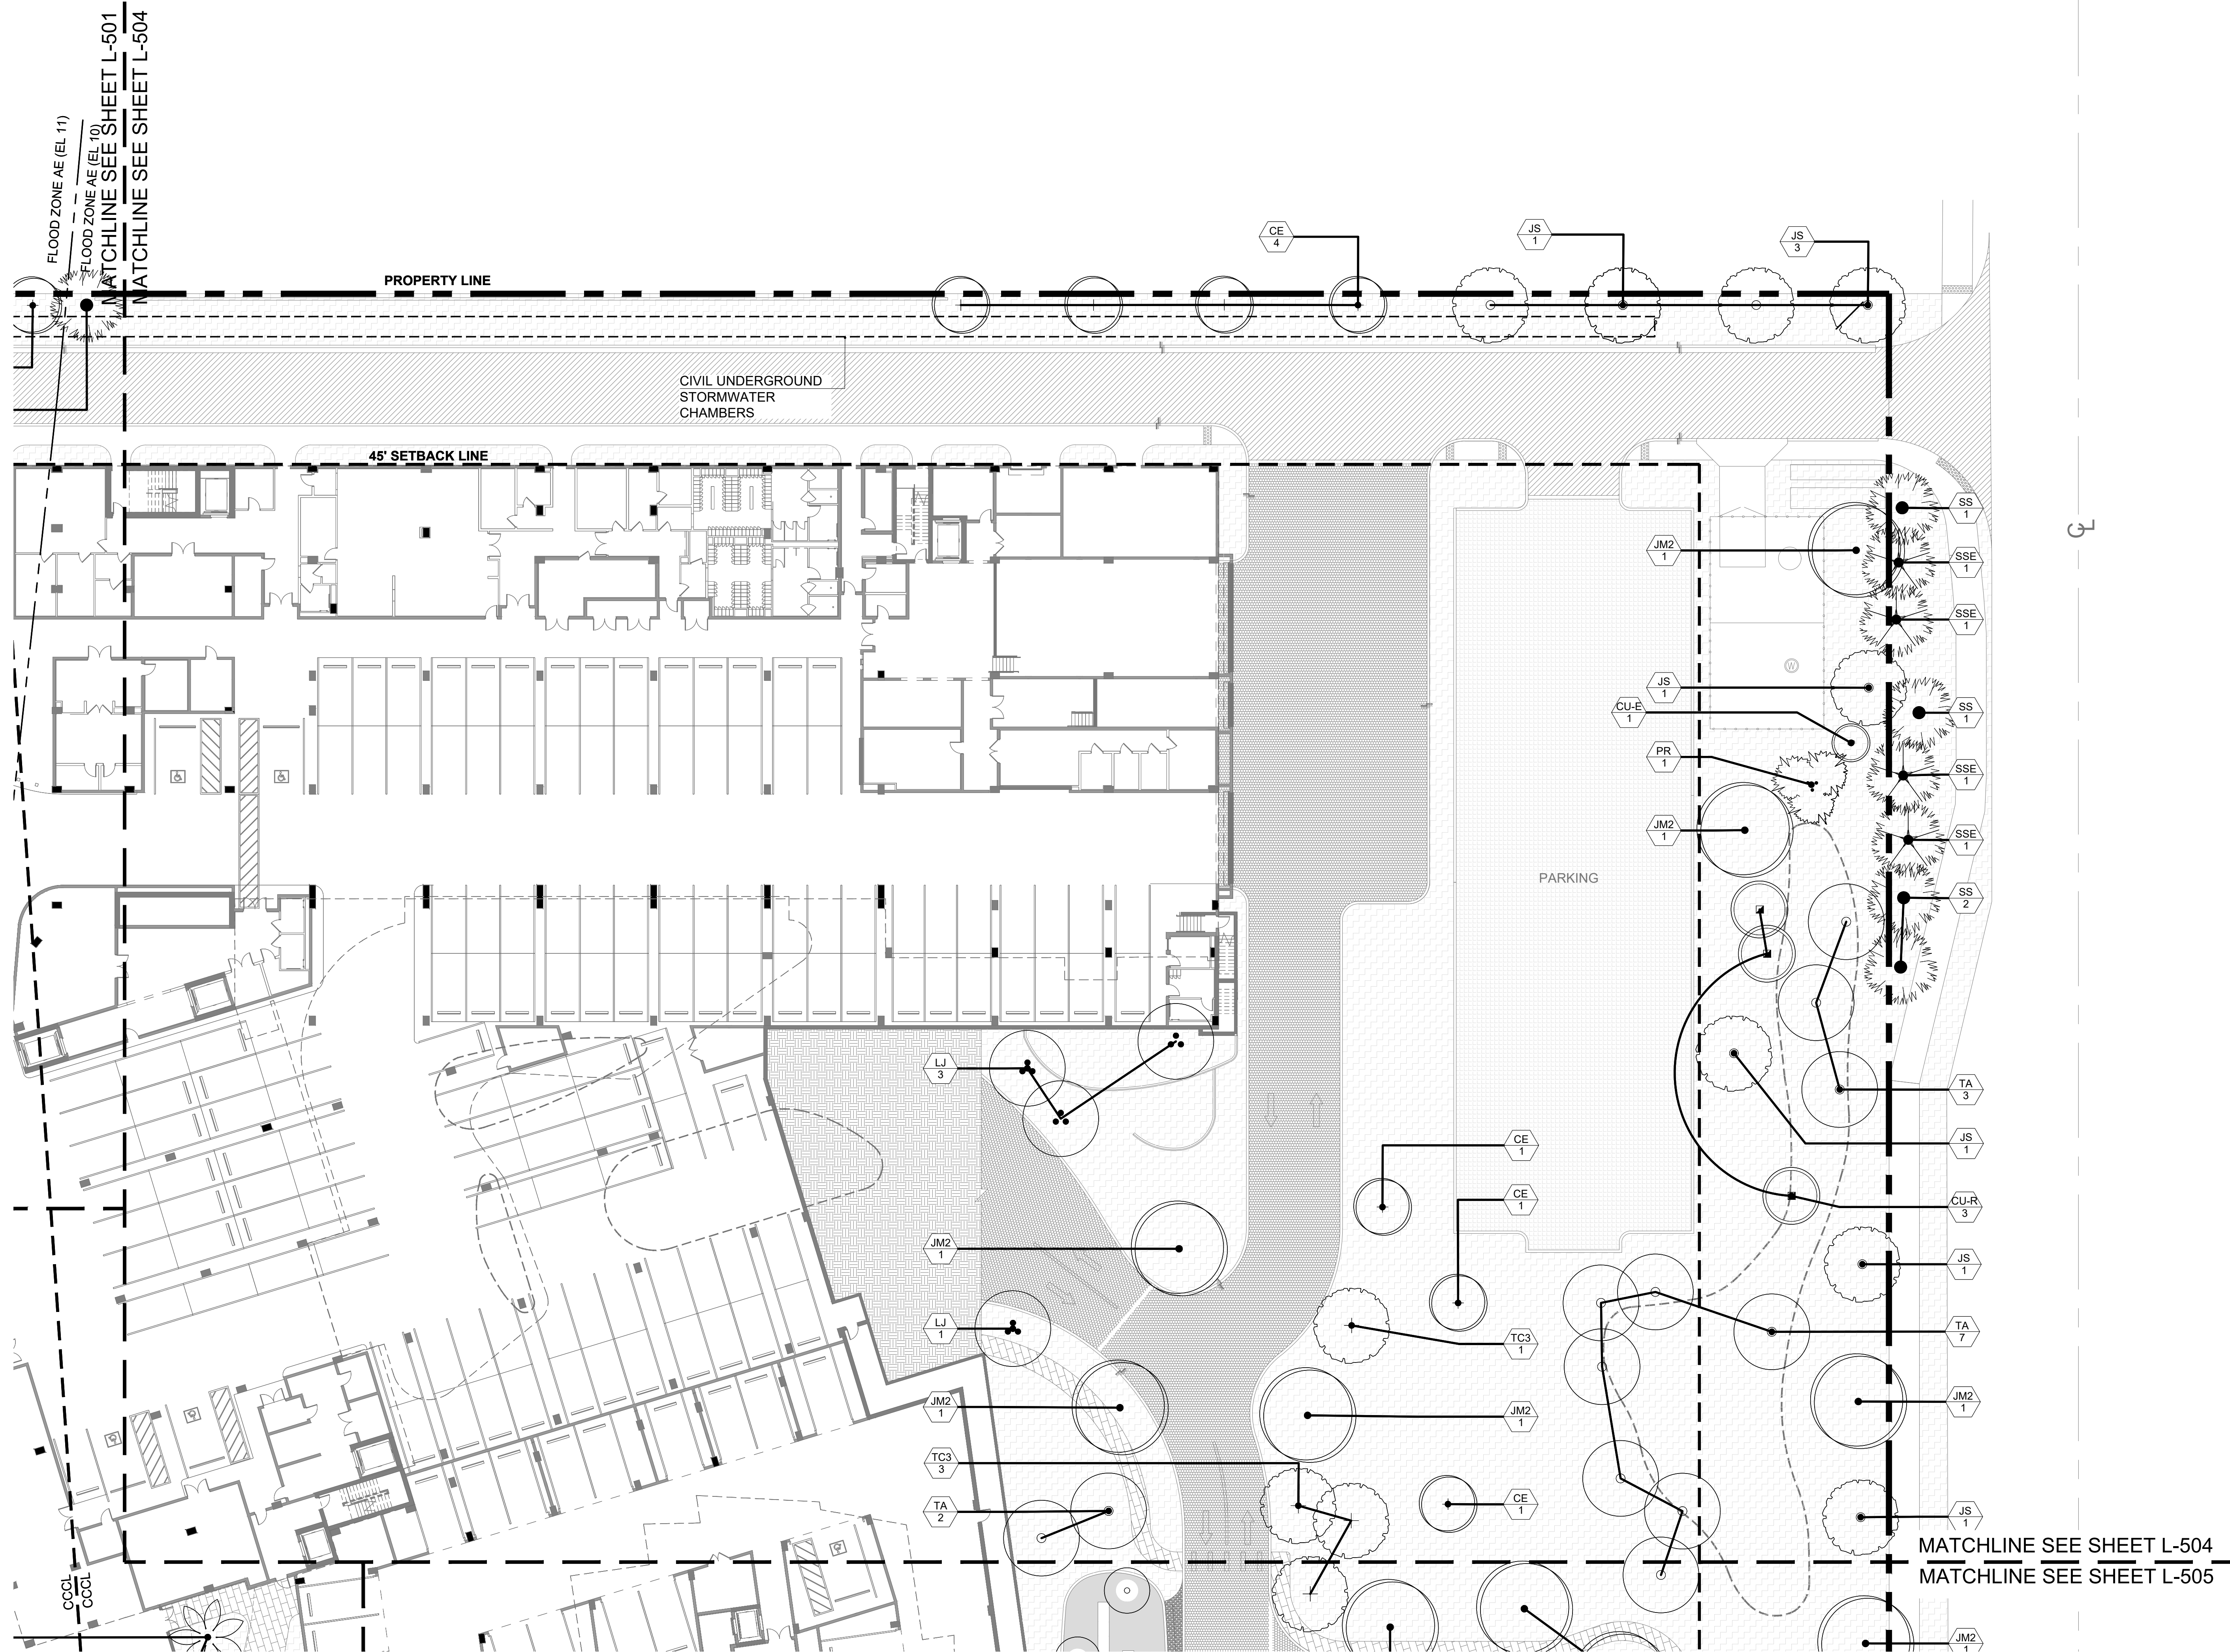 FLOOD ZONE AE (EL 11)
FLOOD ZONE AE (EL 10)
MATCHLINE SEE SHEET L-501
MATCHLINE SEE SHEET L-504
CE
4
JS
1
JS
3
PROPERTY LINE
CIVIL UNDERGROUND
STORMWATER
CHAMBERS
45' SETBACK LINE
SS
1
CL
JM2
1
SSE
1
SSE
1
JS
1
CU-E
1
SS
1
W
PR
1
SSE
1
JM2
1
SSE
1
PARKING
SS
2
LJ
3
TA
3
CE
1
JS
1
CE
1
CU-R
3
JM2
1
JS
1
LJ
1
TC3
1
TA
7
JM2
1
JM2
1
JM2
1
TC3
3
TA
2
CE
1
JS
1
MATCHLINE SEE SHEET L-504
MATCHLINE SEE SHEET L-505
CCCL
CCCL
JM2
1